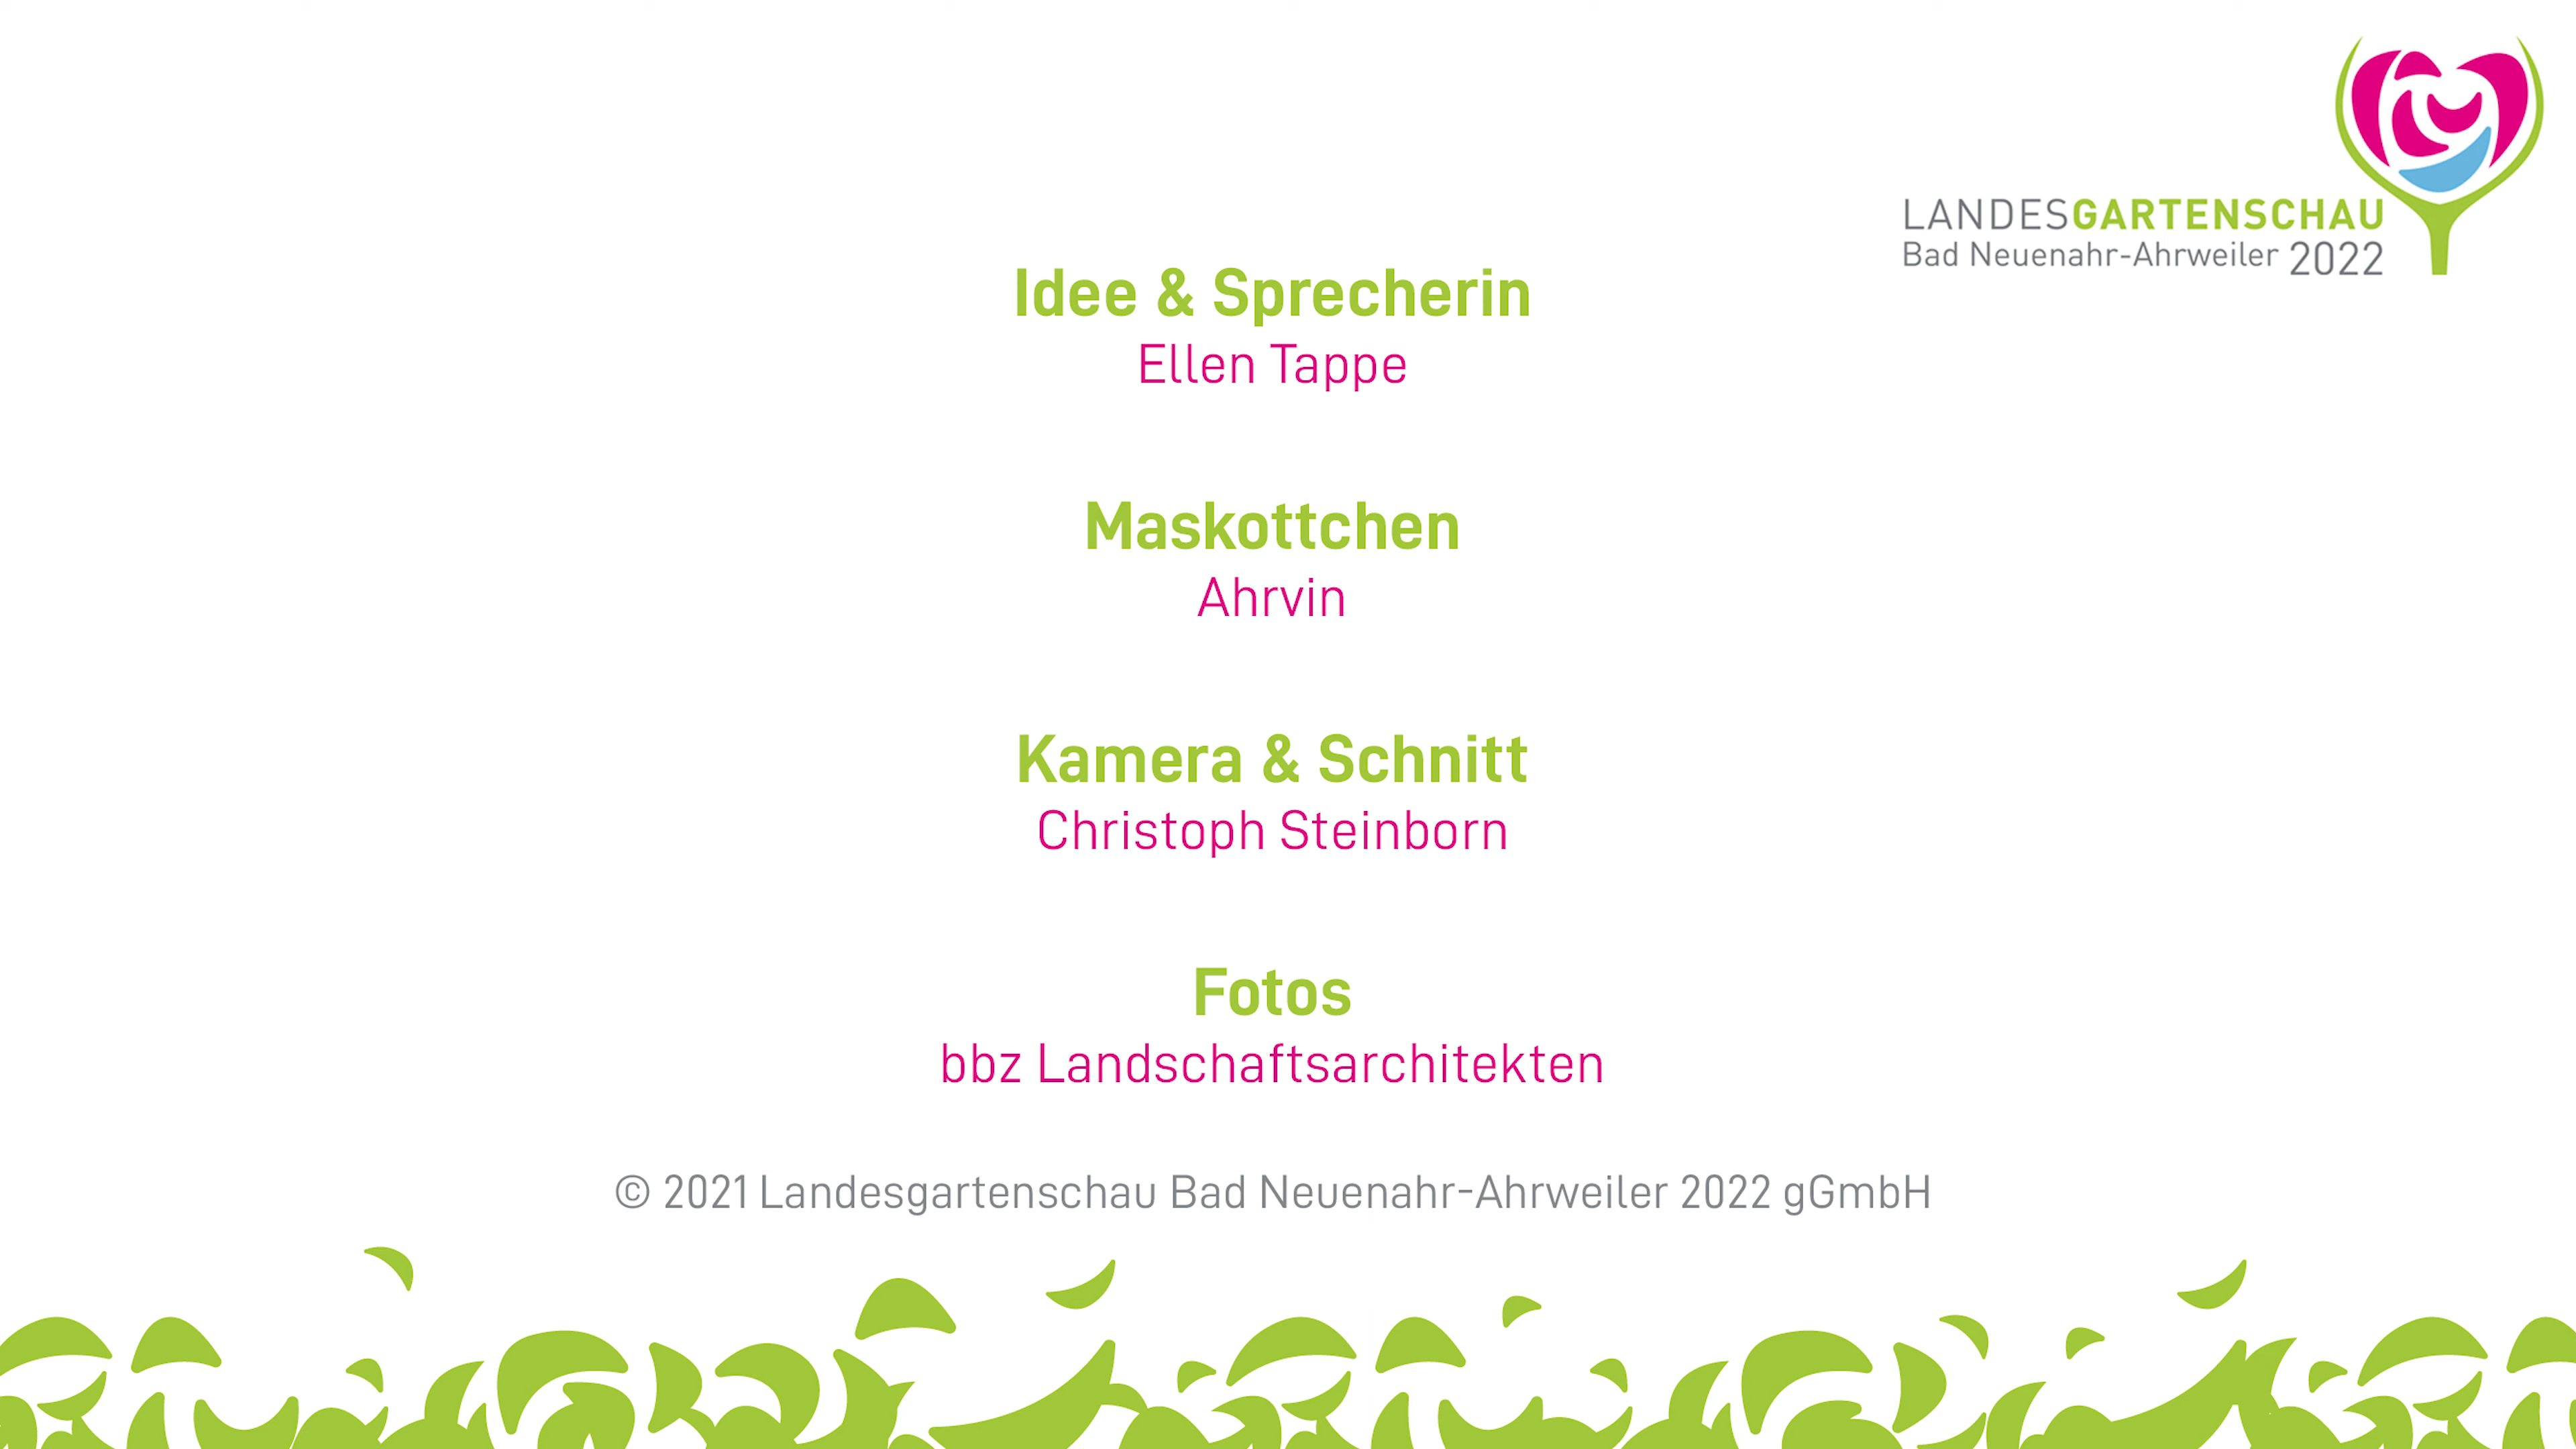 LANDESGARTENSCHAU
Bad Neuenahr-Ahrweiler 2022
Idee & Sprecherin
Ellen Tappe
Maskottchen
Ahrvin
Kamera & Schnitt
Christoph Steinborn
Fotos
bbz Landschaftsarchitekten
© 2021 Landesgartenschau Bad Neuenahr-Ahrweiler 2022 gGmbH